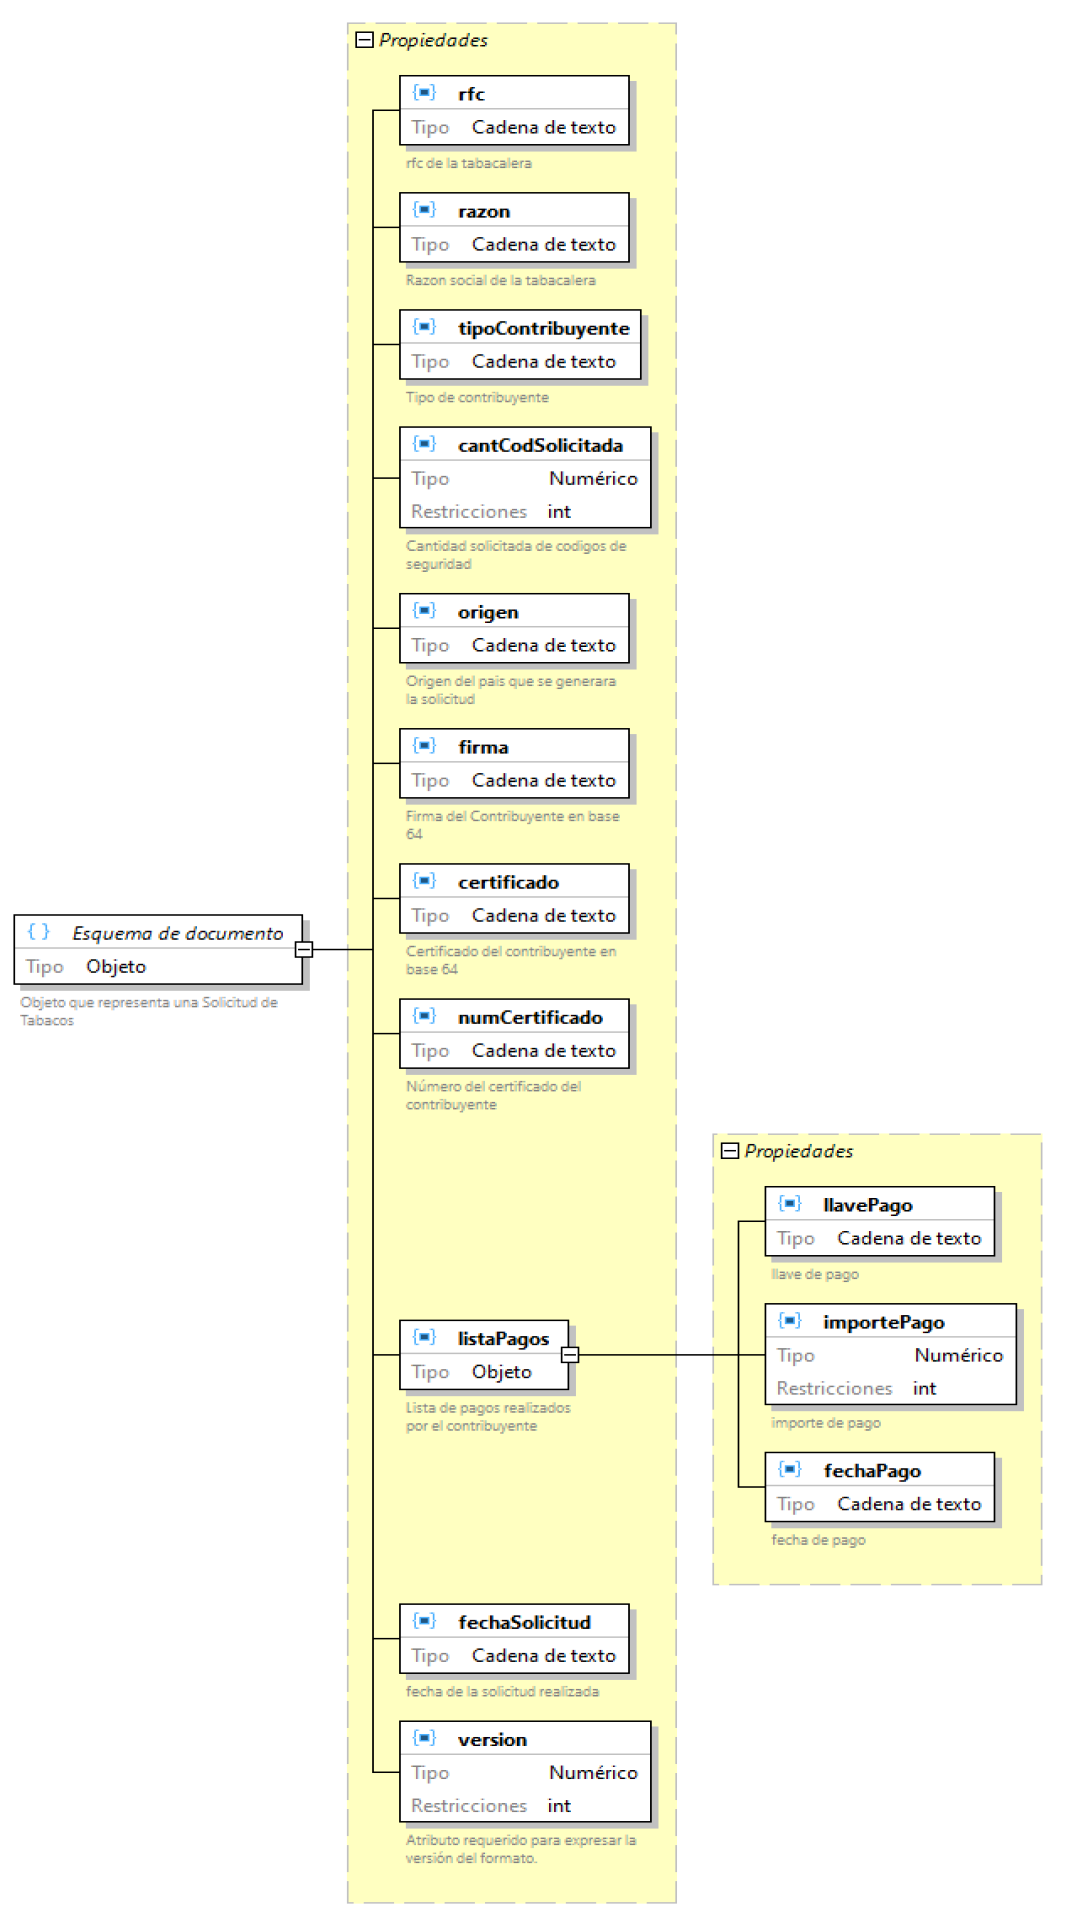 Propiedades
rfc
Tipo Cadena de texto
rfc de la tabacalera
razon
Tipo Cadena de texto
Razon social de la tabacalera
tipoContribuyente
Tipo Cadena de texto
Tipo de contribuyente
cantCodSolicitada
Tipo Numérico
Restricciones int
Cantidad solicitada de codigos de
seguridad
origen
Tipo Cadena de texto
Origen del pais que se generara
la solicitud
firma
Tipo Cadena de texto
Firma del Contribuyente en base
64
certificado
Tipo Cadena de texto
Certificado del contribuyente en
base 64
Esquema de documento
Tipo Objeto
Objeto que representa una Solicitud de
Tabacos
numCertificado
Tipo Cadena de texto
Número del certificado del
contribuyente
listaPagos
Tipo Objeto
Lista de pagos realizados
por el contribuyente
Propiedades
llavePago
Tipo Cadena de texto
llave de pago
importePago
Tipo Numérico
Restricciones int
importe de pago
fechaPago
Tipo Cadena de texto
fecha de pago
fechaSolicitud
Tipo Cadena de texto
fecha de la solicitud realizada
version
Tipo Numérico
Restricciones int
Atributo requerido para expresar la
versión del formato.